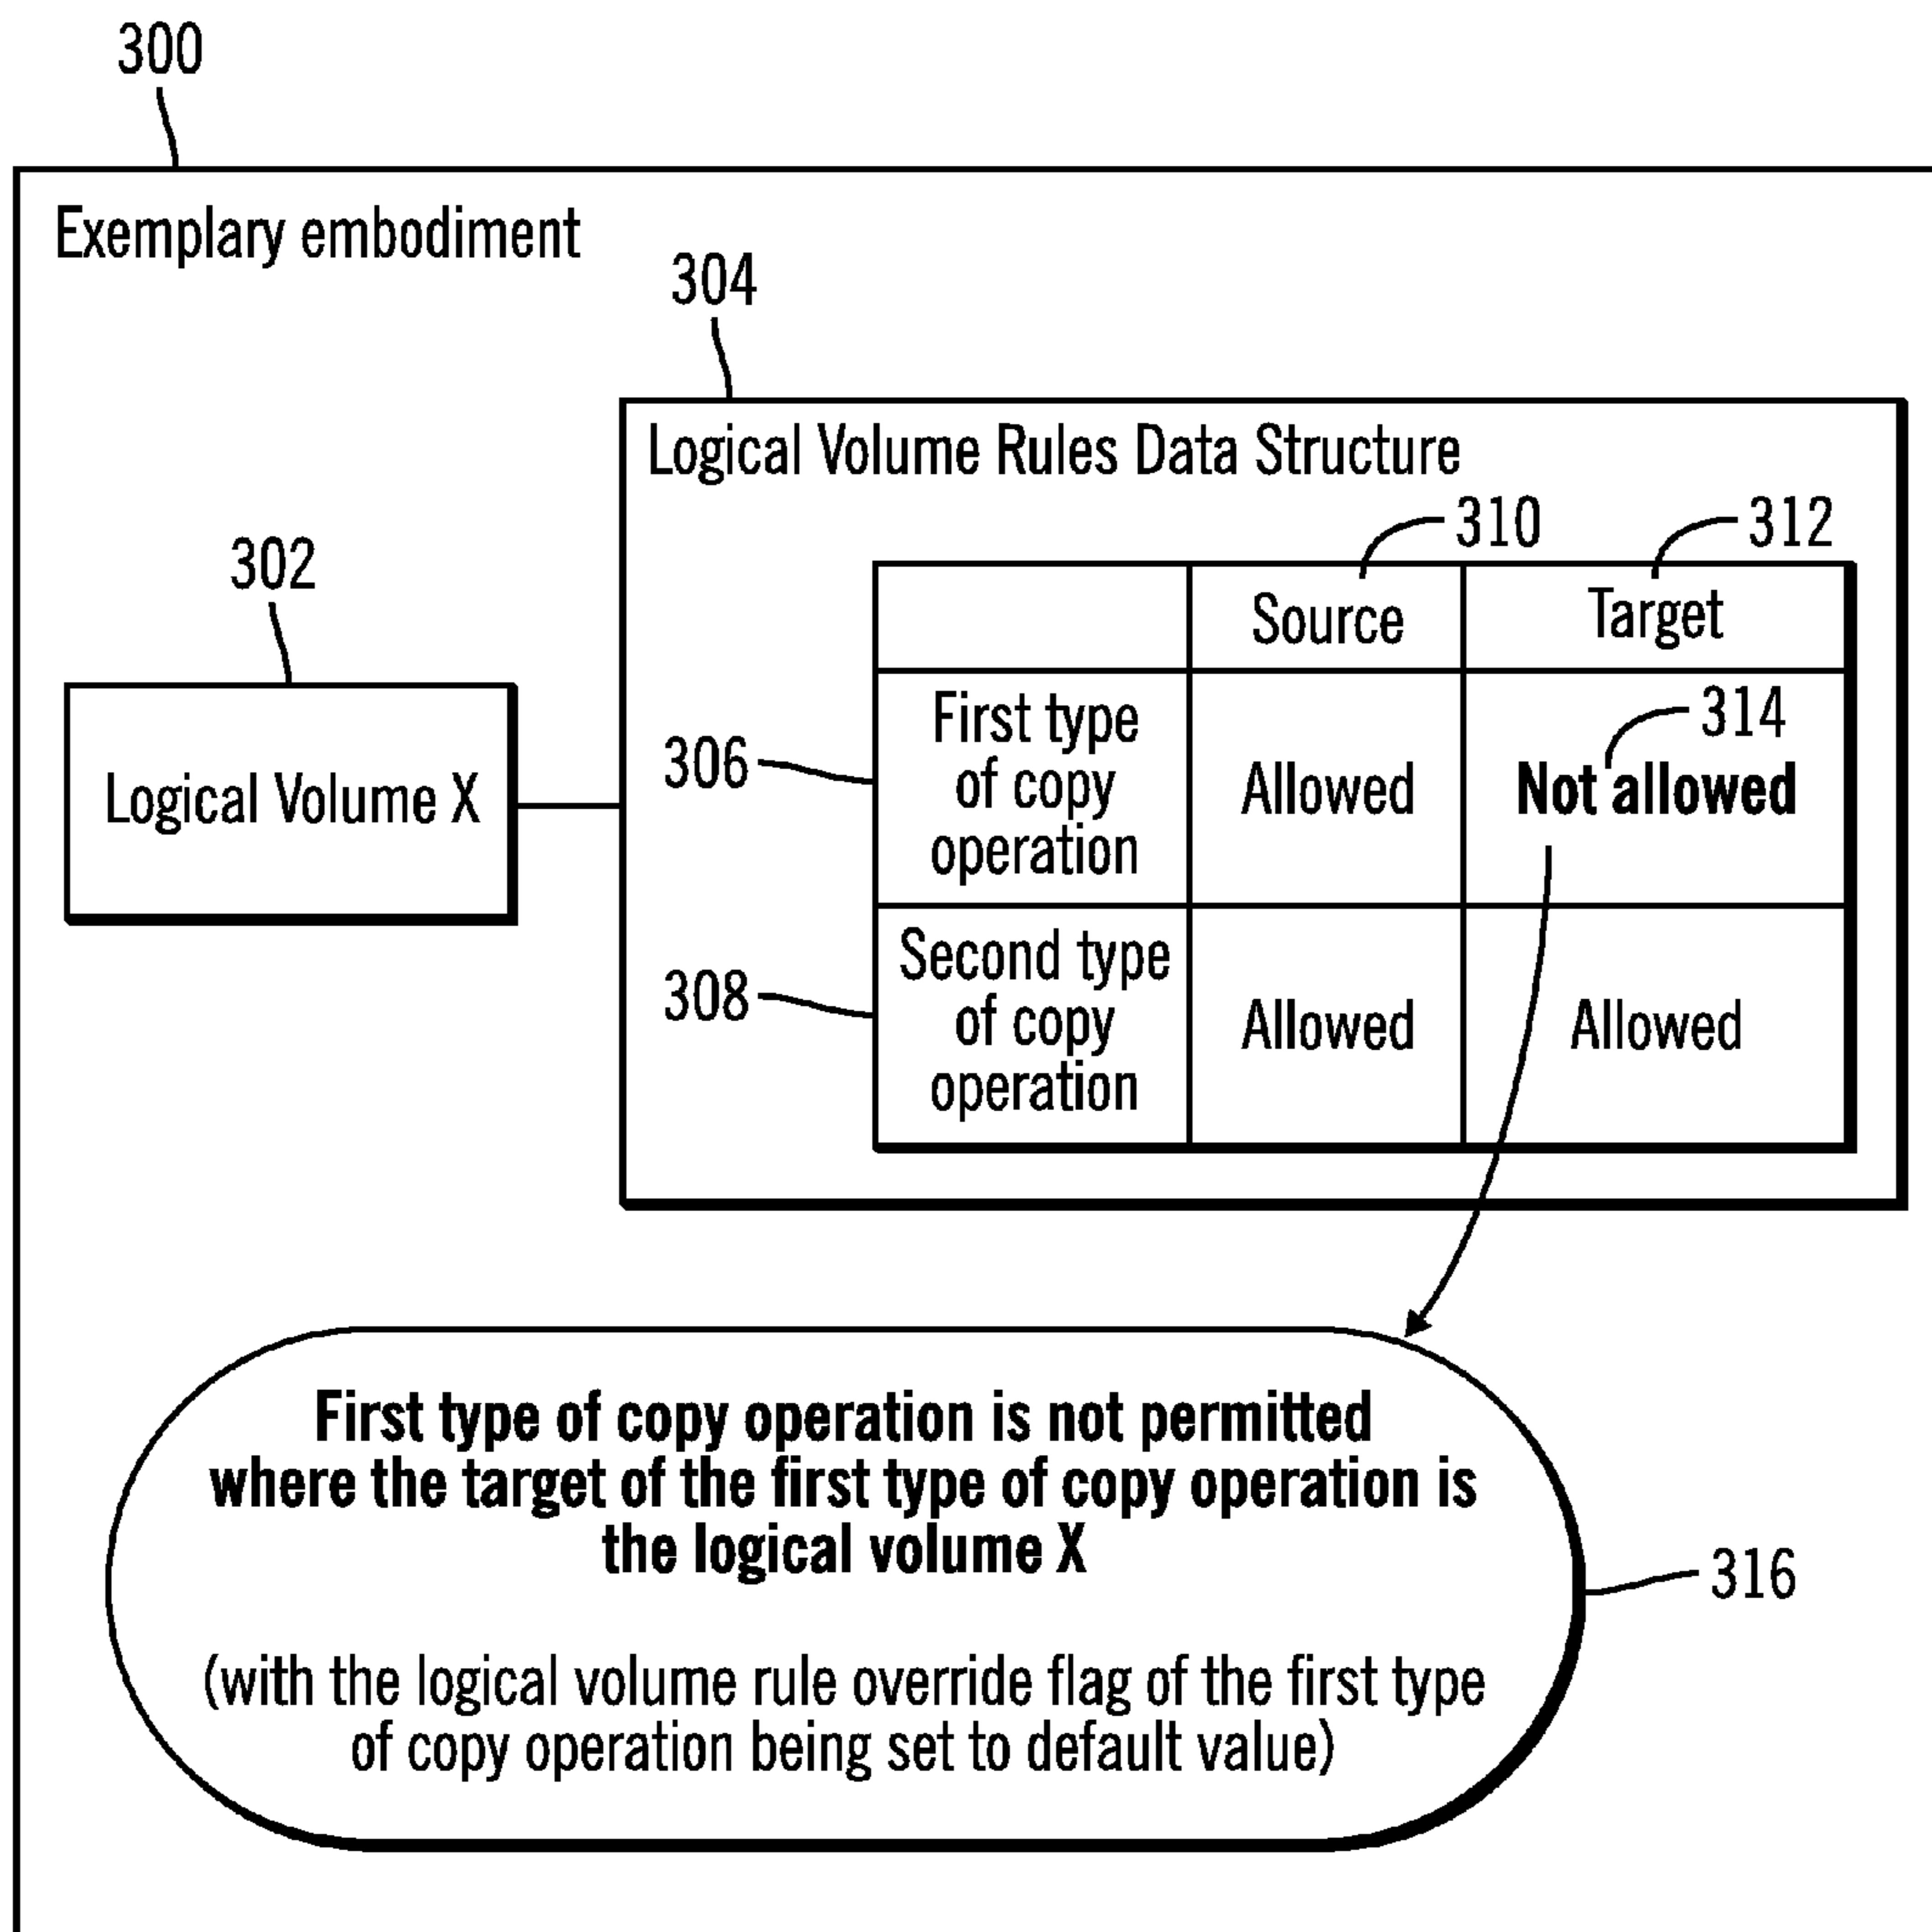 300
Exemplary embodiment
304
Logical Volume Rules Data Structure
310
312
302
Source
Target
Logical Volume X
306
First type
of copy
operation
Allowed
314
Not allowed
308
Second type
of copy
operation
Allowed
Allowed
First type of copy operation is not permitted
where the target of the first type of copy operation is
the logical volume X
316
(with the logical volume rule override flag of the first type
of copy operation being set to default value)